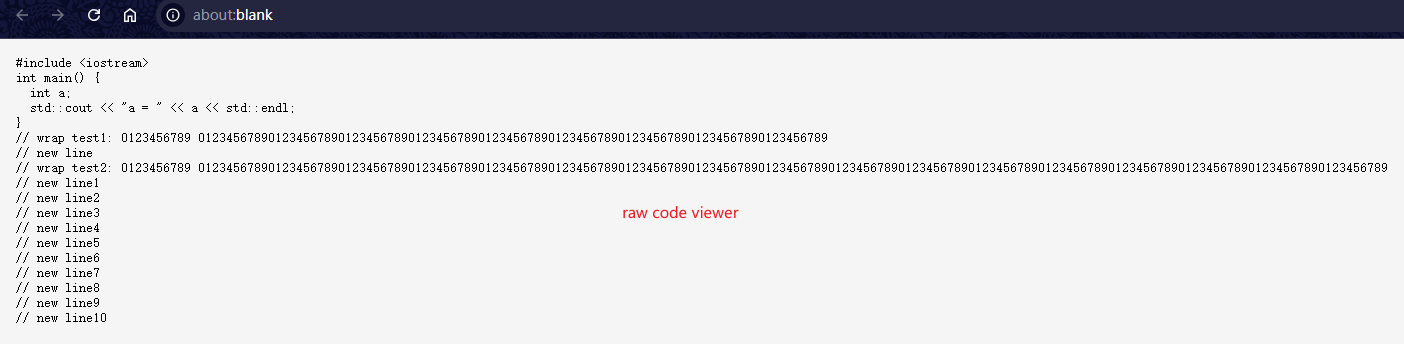 about:blank
#include <iostream>
int main() {
  int a;
  std::cout << "a = " << a << std::endl;
}
// wrap test1: 0123456789 012345678901234567890123456789012345678901234567890123456789012345678901234567890123456789
// new line
// wrap test2: 0123456789 01234567890123456789012345678901234567890123456789012345678901234567890123456789012345678901234567890123456789012345678901234567890123456789012345678901234567890123456789
// new line1
// new line2
// new line3
raw code viewer
// new line4
// new line5
// new line6
// new line7
// new line8
// new line9
// new line10